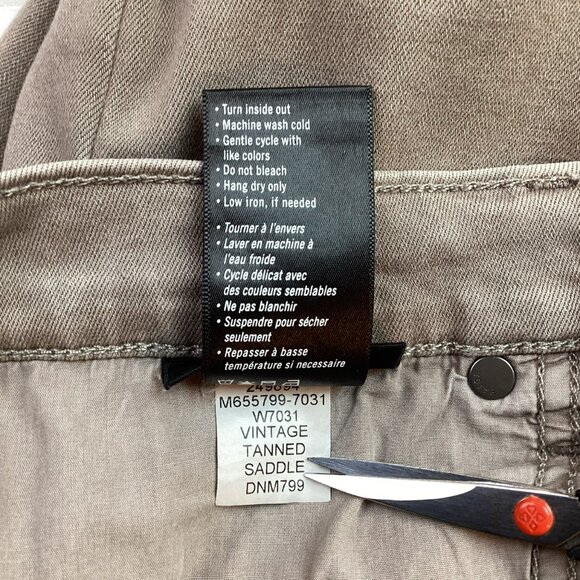 • Turn inside out
• Machine wash cold
• Gentle cycle with
like colors
• Do not bleach
• Hang dry only
• Low iron, if needed
• Tourner à l'envers
• Laver en machine à
l'eau froide
• Cycle délicat avec
des couleurs semblables
• Ne pas blanchir
• Suspendre pour sécher
seulement
• Repasser à basse
température si necessaire
249694
M655799-7031
W7031
VINTAGE
TANNED
SADDLE
DNM799